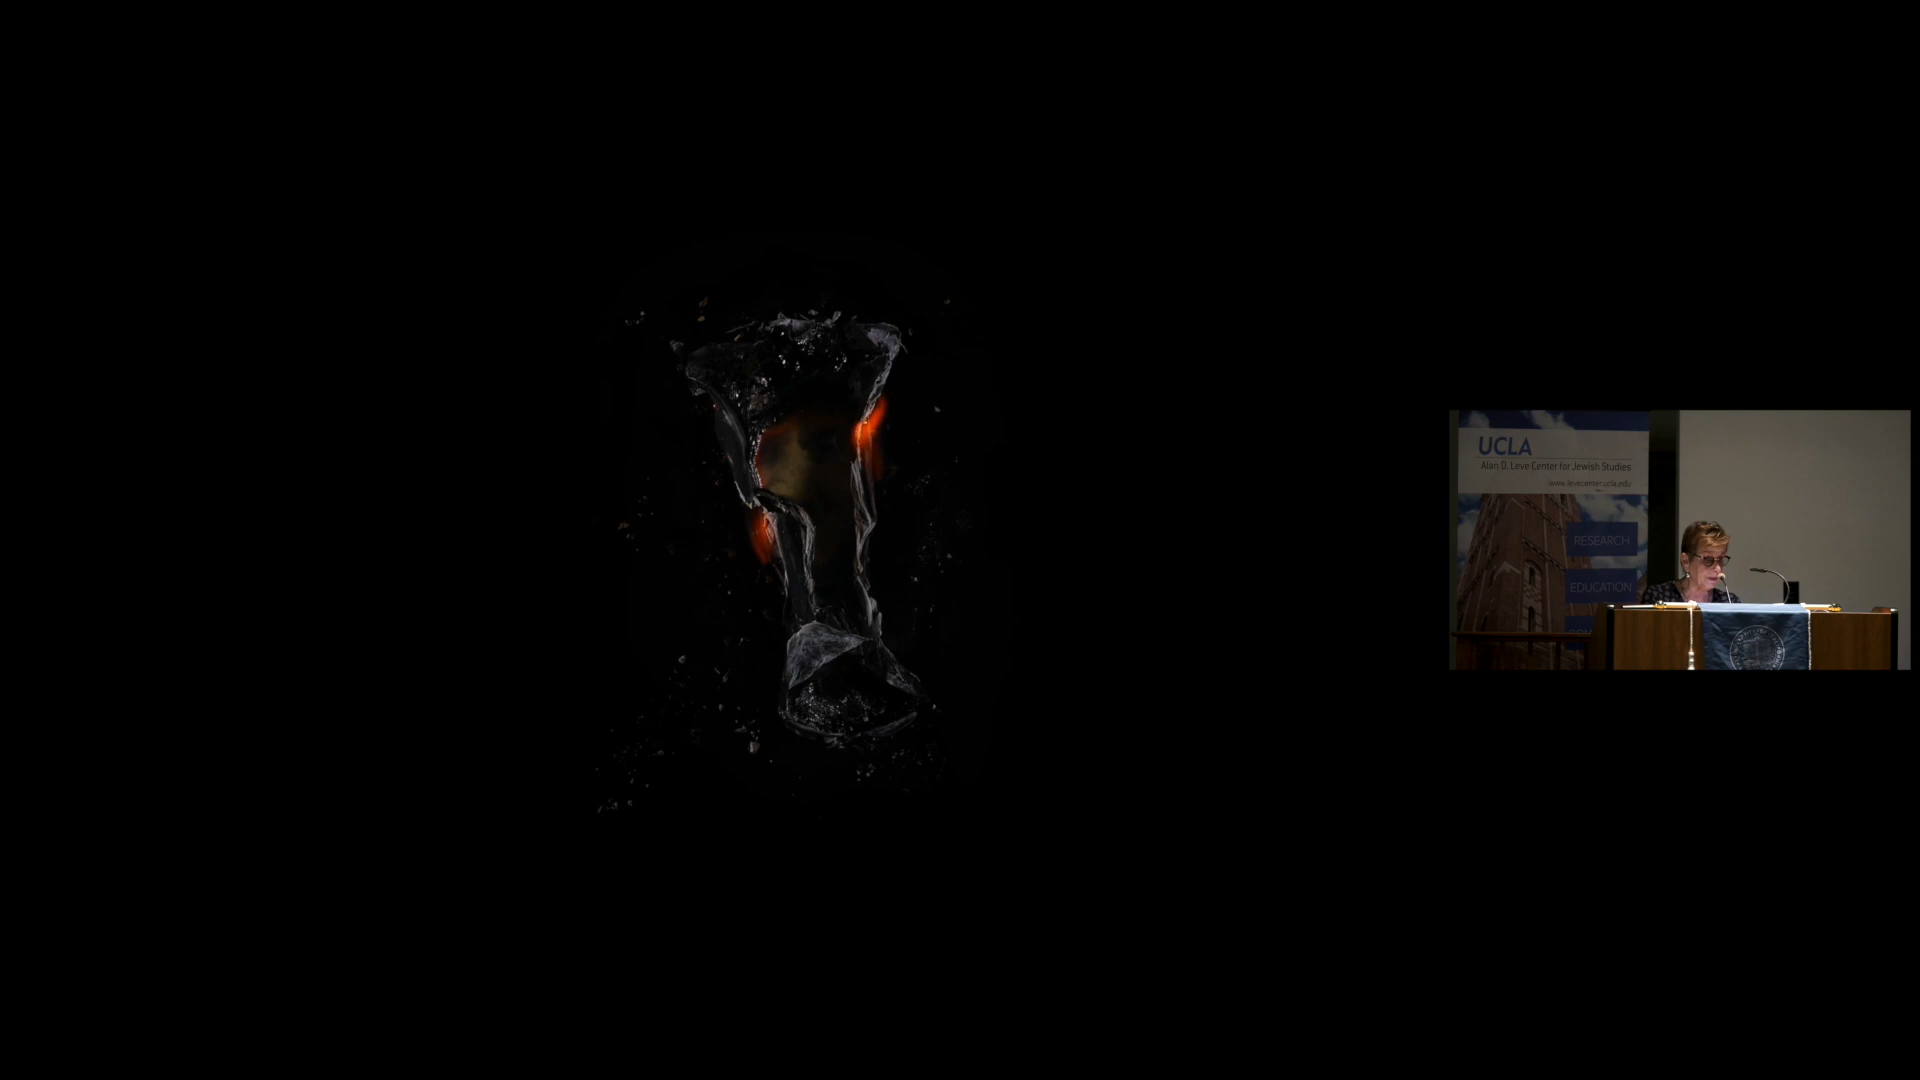 UCLA
Alan D. Leve Center for Jewish Studies
www.levecenter.ucla.edu
RESEARCH
EDUCATION